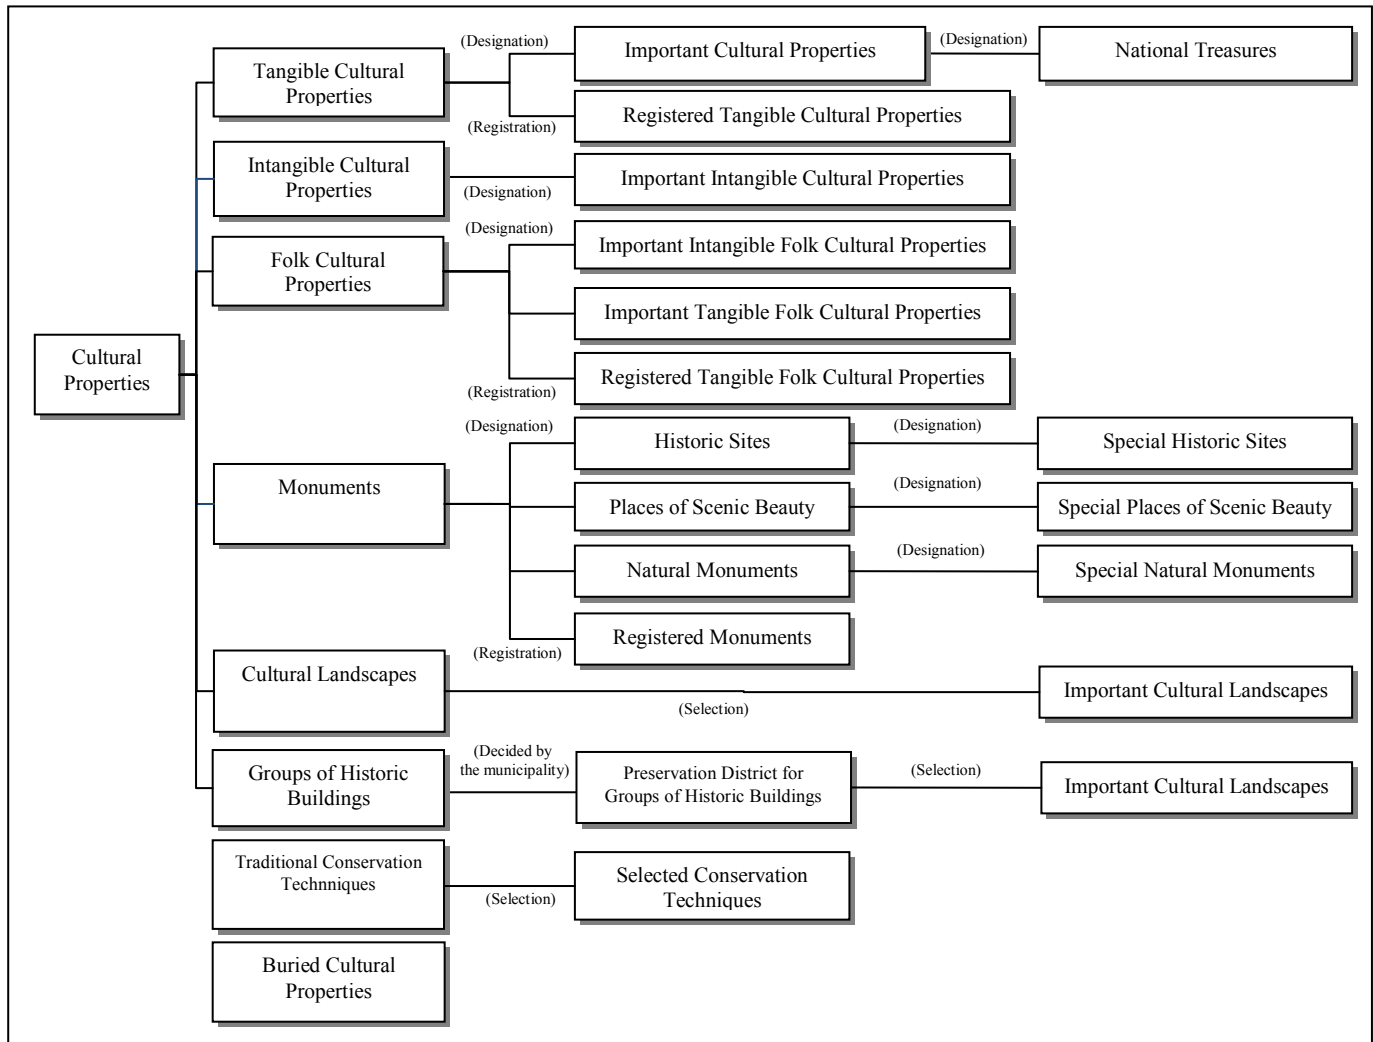 Cultural
Properties
Tangible Cultural
Properties
(Designation)
Important Cultural Properties
(Designation)
National Treasures
(Registration)
Registered Tangible Cultural Properties
Intangible Cultural
Properties
(Designation)
Important Intangible Cultural Properties
Folk Cultural
Properties
(Designation)
Important Intangible Folk Cultural Properties
Important Tangible Folk Cultural Properties
(Registration)
Registered Tangible Folk Cultural Properties
Monuments
(Designation)
Historic Sites
(Designation)
Special Historic Sites
Places of Scenic Beauty
(Designation)
Special Places of Scenic Beauty
Natural Monuments
(Designation)
Special Natural Monuments
(Registration)
Registered Monuments
Cultural Landscapes
(Selection)
Important Cultural Landscapes
Groups of Historic
Buildings
(Decided by
the municipality)
Preservation District for
Groups of Historic Buildings
(Selection)
Important Cultural Landscapes
Traditional Conservation
Technniques
(Selection)
Selected Conservation
Techniques
Buried Cultural
Properties